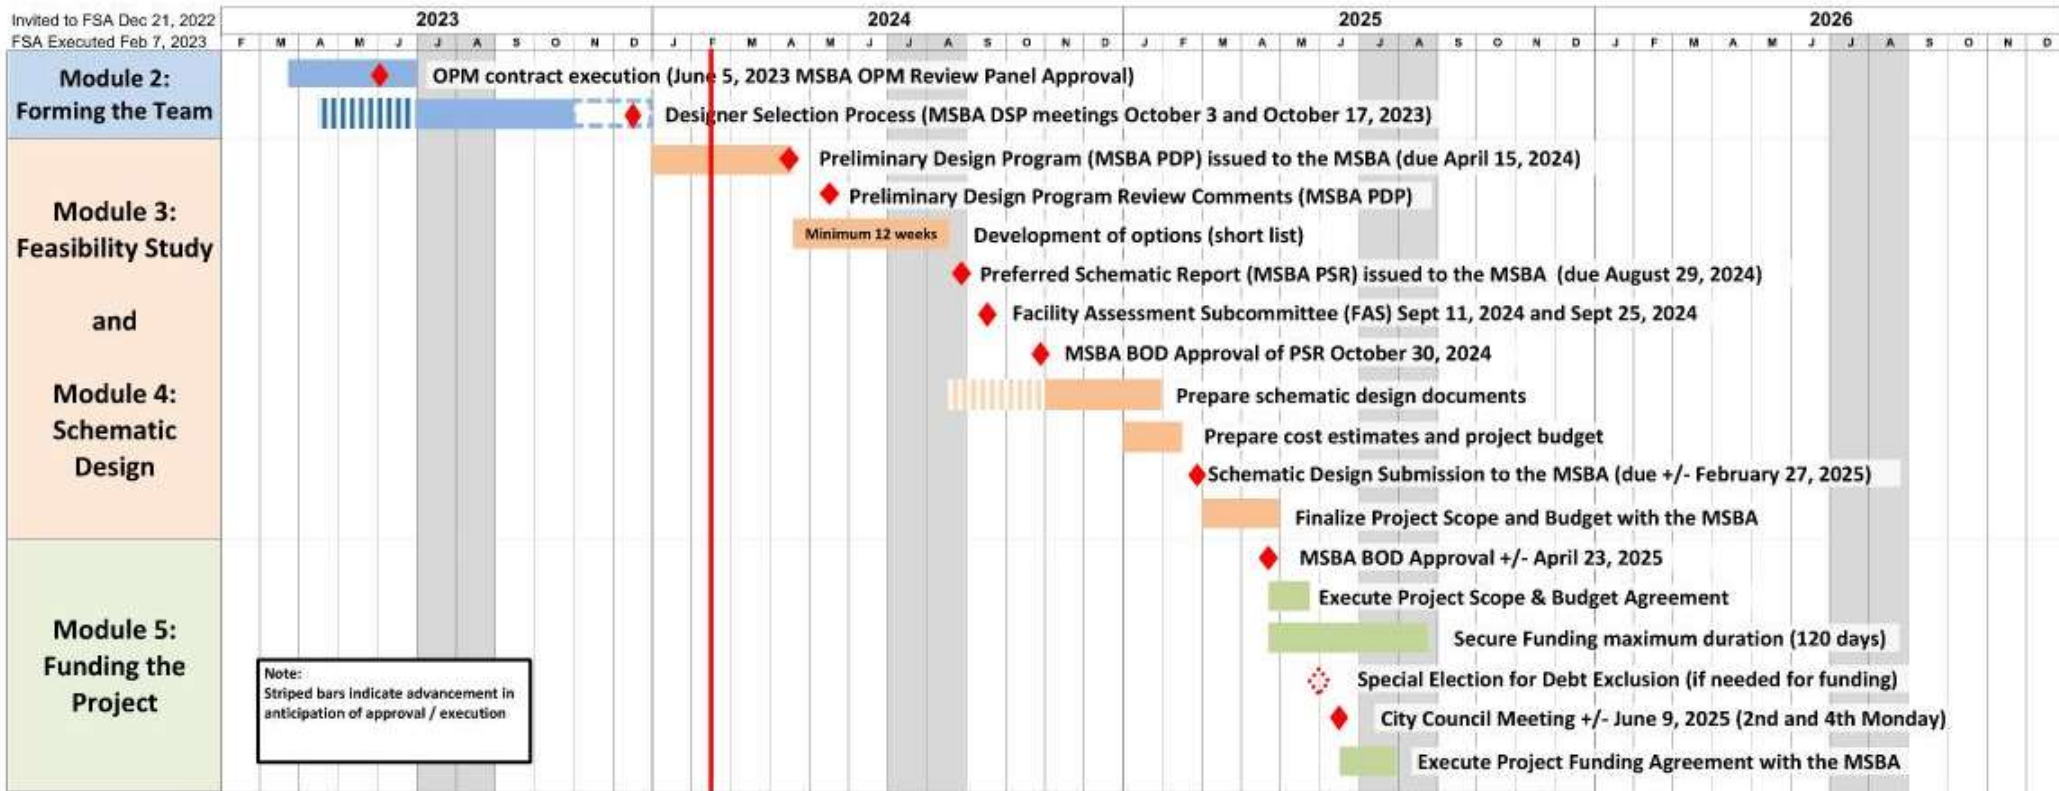 Invited to FSA Dec 21, 2022
FSA Executed Feb 7, 2023
2023 2024 2025 2026
F M A M J J A S O N D J F M A M J J A S O N D J F M A M J J A S O N D J F M A M J J A S O N D
Module 2:
Forming the Team
OPM contract execution (June 5, 2023 MSBA OPM Review Panel Approval)
Designer Selection Process (MSBA DSP meetings October 3 and October 17, 2023)
Module 3:
Feasibility Study
and
Module 4:
Schematic
Design
Preliminary Design Program (MSBA PDP) issued to the MSBA (due April 15, 2024)
Preliminary Design Program Review Comments (MSBA PDP)
Minimum 12 weeks Development of options (short list)
Preferred Schematic Report (MSBA PSR) issued to the MSBA (due August 29, 2024)
Facility Assessment Subcommittee (FAS) Sept 11, 2024 and Sept 25, 2024
MSBA BOD Approval of PSR October 30, 2024
Prepare schematic design documents
Prepare cost estimates and project budget
Schematic Design Submission to the MSBA (due +/- February 27, 2025)
Finalize Project Scope and Budget with the MSBA
Module 5:
Funding the
Project
MSBA BOD Approval +/- April 23, 2025
Execute Project Scope & Budget Agreement
Secure Funding maximum duration (120 days)
Special Election for Debt Exclusion (if needed for funding)
City Council Meeting +/- June 9, 2025 (2nd and 4th Monday)
Execute Project Funding Agreement with the MSBA
Note:
Striped bars indicate advancement in
anticipation of approval / execution